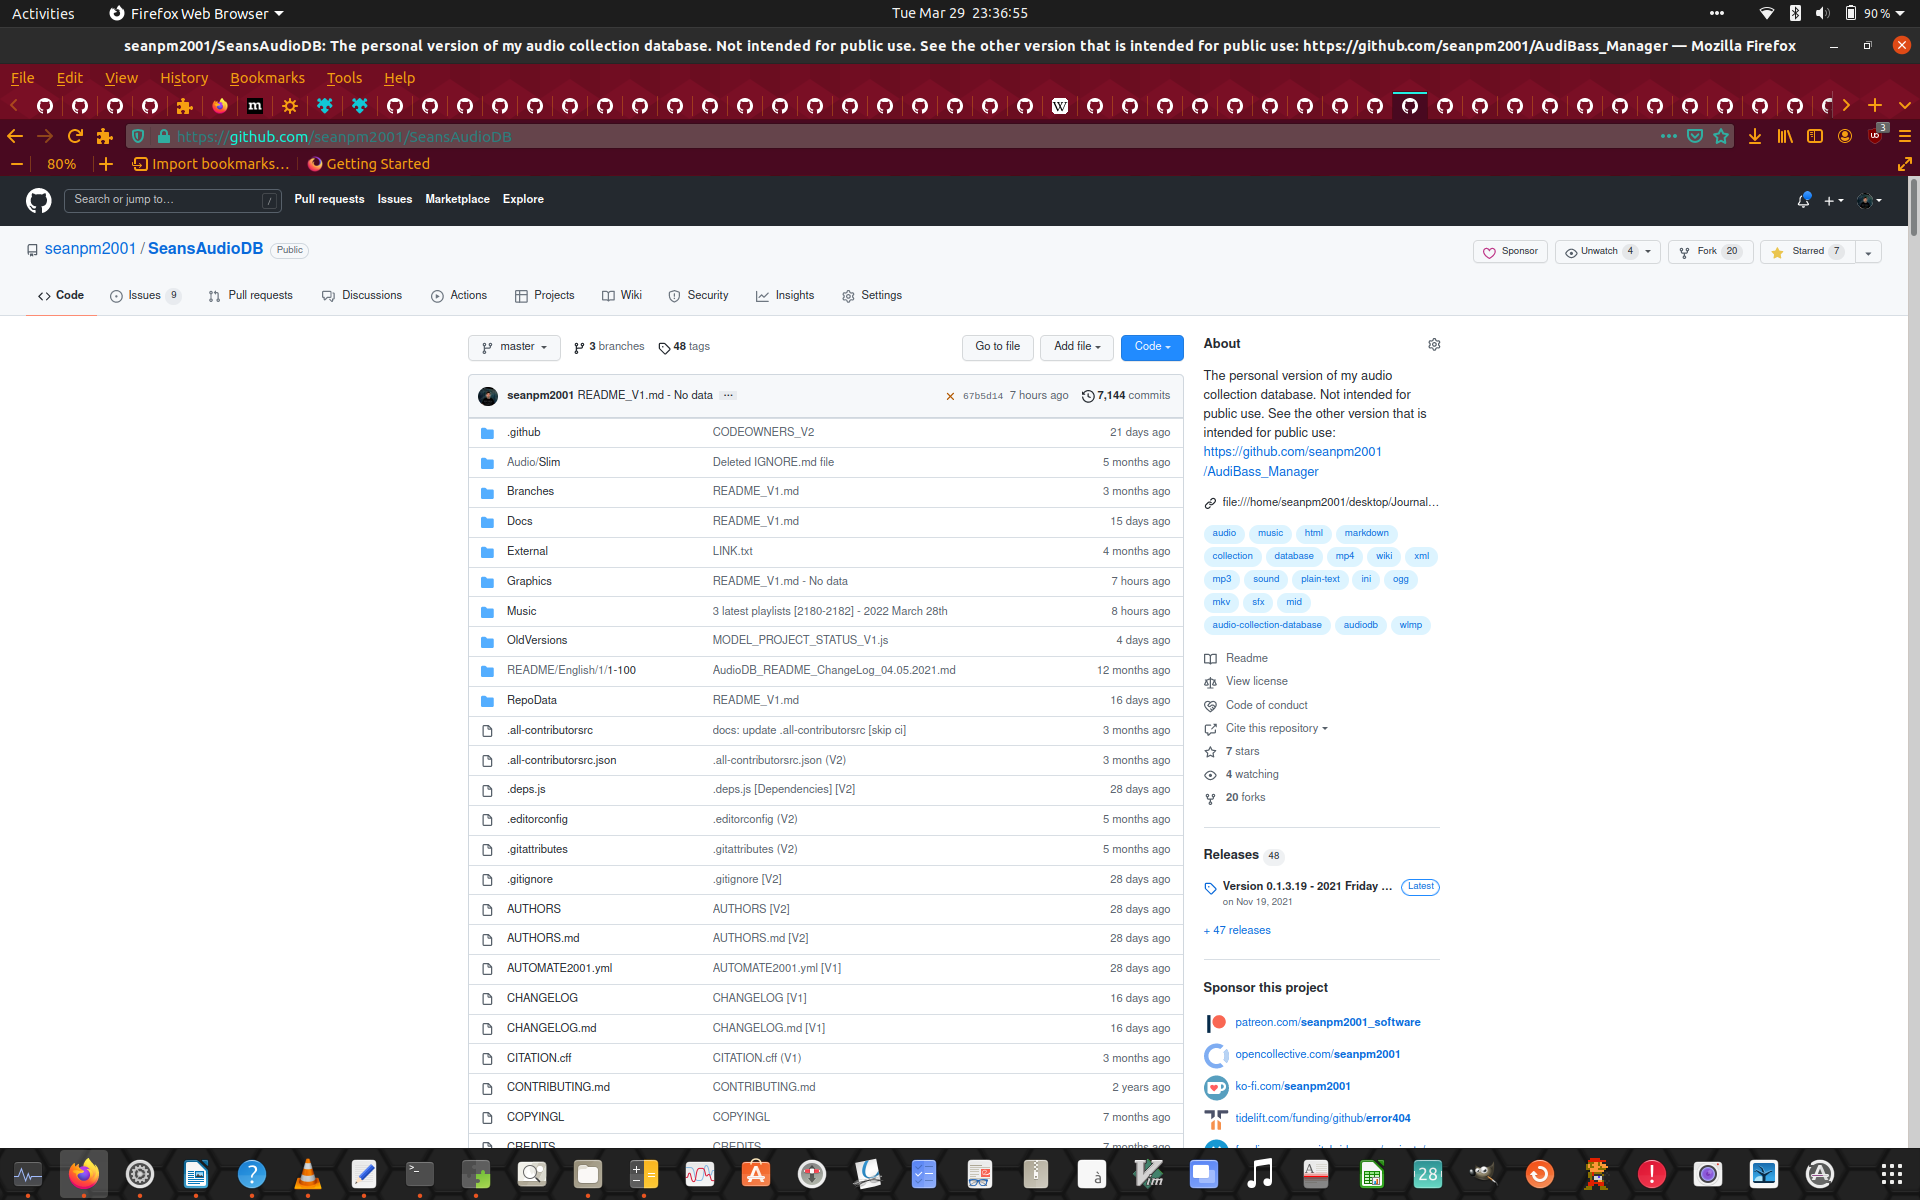 Activities
Firefox Web Browser
Tue Mar 29 23:36:55
90 %
seanpm2001/SeansAudioDB: The personal version of my audio collection database. Not intended for public use. See the other version that is intended for public use: https://github.com/seanpm2001/AudiBass_Manager — Mozilla Firefox
File Edit View History Bookmarks Tools Help
https://github.com/seanpm2001/SeansAudioDB
3
80%
Import bookmarks…
Getting Started
Search or jump to…
/
Pull requests Issues Marketplace Explore
seanpm2001 / SeansAudioDB Public
Sponsor
Unwatch 4
Fork 20
Starred 7
Code
Issues 9
Pull requests
Discussions
Actions
Projects
Wiki
Security
Insights
Settings
master
3 branches
48 tags
Go to file
Add file
Code
seanpm2001 README_V1.md - No data ...
67b5d14 7 hours ago
7,144 commits
.github CODEOWNERS_V2 21 days ago
Audio/Slim Deleted IGNORE.md file 5 months ago
Branches README_V1.md 3 months ago
Docs README_V1.md 15 days ago
External LINK.txt 4 months ago
Graphics README_V1.md - No data 7 hours ago
Music 3 latest playlists [2180-2182] - 2022 March 28th 8 hours ago
OldVersions MODEL_PROJECT_STATUS_V1.js 4 days ago
README/English/1/1-100 AudioDB_README_ChangeLog_04.05.2021.md 12 months ago
RepoData README_V1.md 16 days ago
.all-contributorsrc docs: update .all-contributorsrc [skip ci] 3 months ago
.all-contributorsrc.json .all-contributorsrc.json (V2) 3 months ago
.deps.js .deps.js [Dependencies] [V2] 28 days ago
.editorconfig .editorconfig (V2) 5 months ago
.gitattributes .gitattributes (V2) 5 months ago
.gitignore .gitignore [V2] 28 days ago
AUTHORS AUTHORS [V2] 28 days ago
AUTHORS.md AUTHORS.md [V2] 28 days ago
AUTOMATE2001.yml AUTOMATE2001.yml [V1] 28 days ago
CHANGELOG CHANGELOG [V1] 16 days ago
CHANGELOG.md CHANGELOG.md [V1] 16 days ago
CITATION.cff CITATION.cff (V1) 3 months ago
CONTRIBUTING.md CONTRIBUTING.md 2 years ago
COPYINGL COPYINGL 7 months ago
CREDITS CREDITS 7 months ago
About
The personal version of my audio
collection database. Not intended for
public use. See the other version that is
intended for public use:
https://github.com/seanpm2001
/AudiBass_Manager
file:///home/seanpm2001/desktop/Journal…
audio music html markdown
collection database mp4 wiki xml
mp3 sound plain-text ini ogg
mkv sfx mid
audio-collection-database audiodb wlmp
Readme
View license
Code of conduct
Cite this repository
7 stars
4 watching
20 forks
Releases 48
Version 0.1.3.19 - 2021 Friday … Latest
on Nov 19, 2021
+ 47 releases
Sponsor this project
patreon.com/seanpm2001_software
opencollective.com/seanpm2001
ko-fi.com/seanpm2001
tidelift.com/funding/github/error404
28